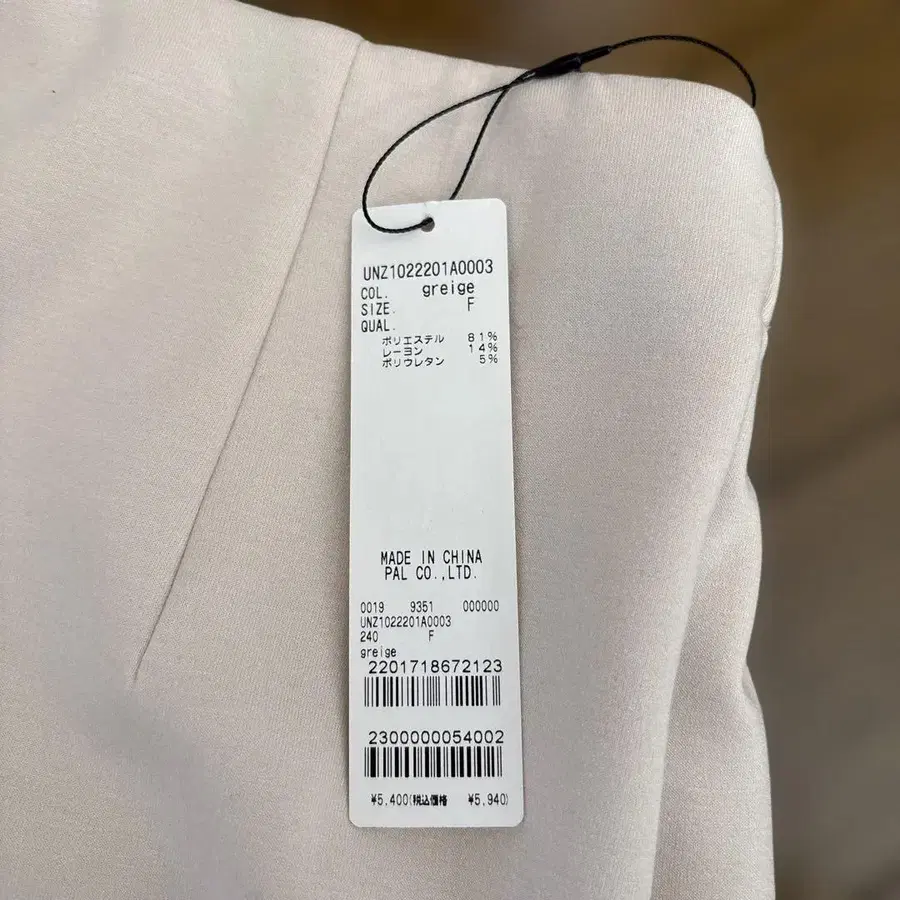 UNZ1022201A0003
COL. greige
SIZE. F
QUAL.
ポリエステル 81%
レーヨン 14%
ポリウレタン 5%
MADE IN CHINA
PAL CO.,LTD.
0019 9351 000000
UNZ1022201A0003
240 F
greige
2201718672123
2300000054002
¥5,400(税込価格 ¥5,940)